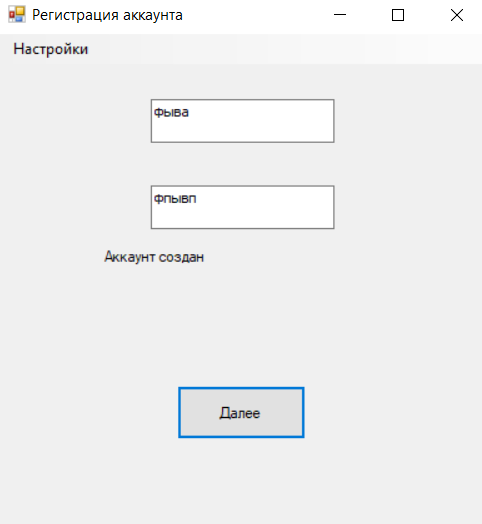 Регистрация аккаунта
Настройки
фыва
фпывп
Аккаунт создан
Далее